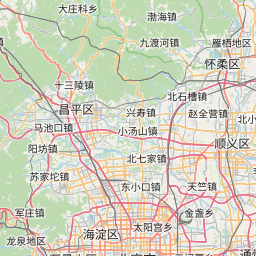 大庄科乡
渤海镇
九渡河镇
雁栖地区
怀柔区
十三陵镇
北石槽镇
昌平区
兴寿镇
赵全营镇
马池口镇
小汤山镇
阳坊镇
顺义区
北七家镇
苏家坨镇
东小口镇
天竺镇
军庄镇
金盏乡
海淀区
太阳宫乡
龙泉地区